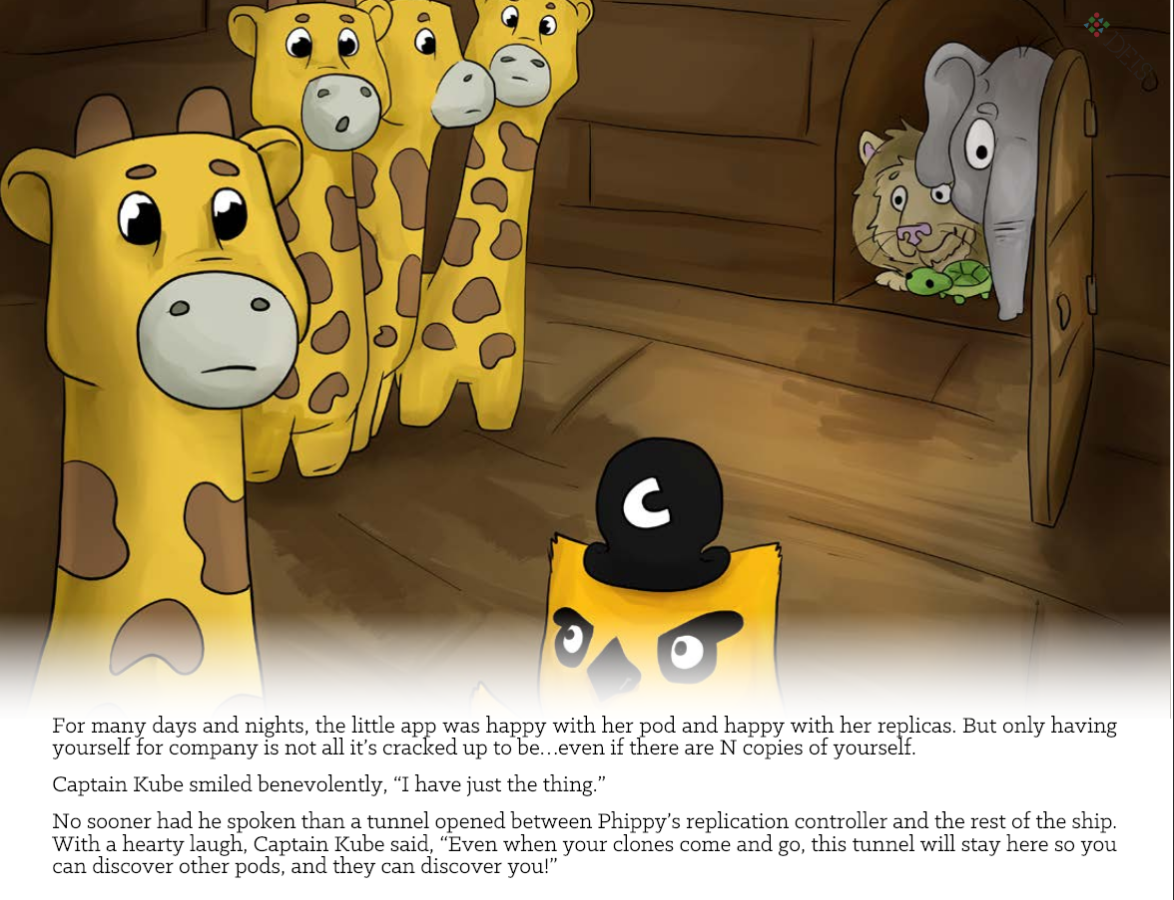 DEIS
C
For many days and nights, the little app was happy with her pod and happy with her replicas. But only having
yourself for company is not all it’s cracked up to be…even if there are N copies of yourself.
Captain Kube smiled benevolently, “I have just the thing.”
No sooner had he spoken than a tunnel opened between Phippy’s replication controller and the rest of the ship.
With a hearty laugh, Captain Kube said, “Even when your clones come and go, this tunnel will stay here so you
can discover other pods, and they can discover you!”